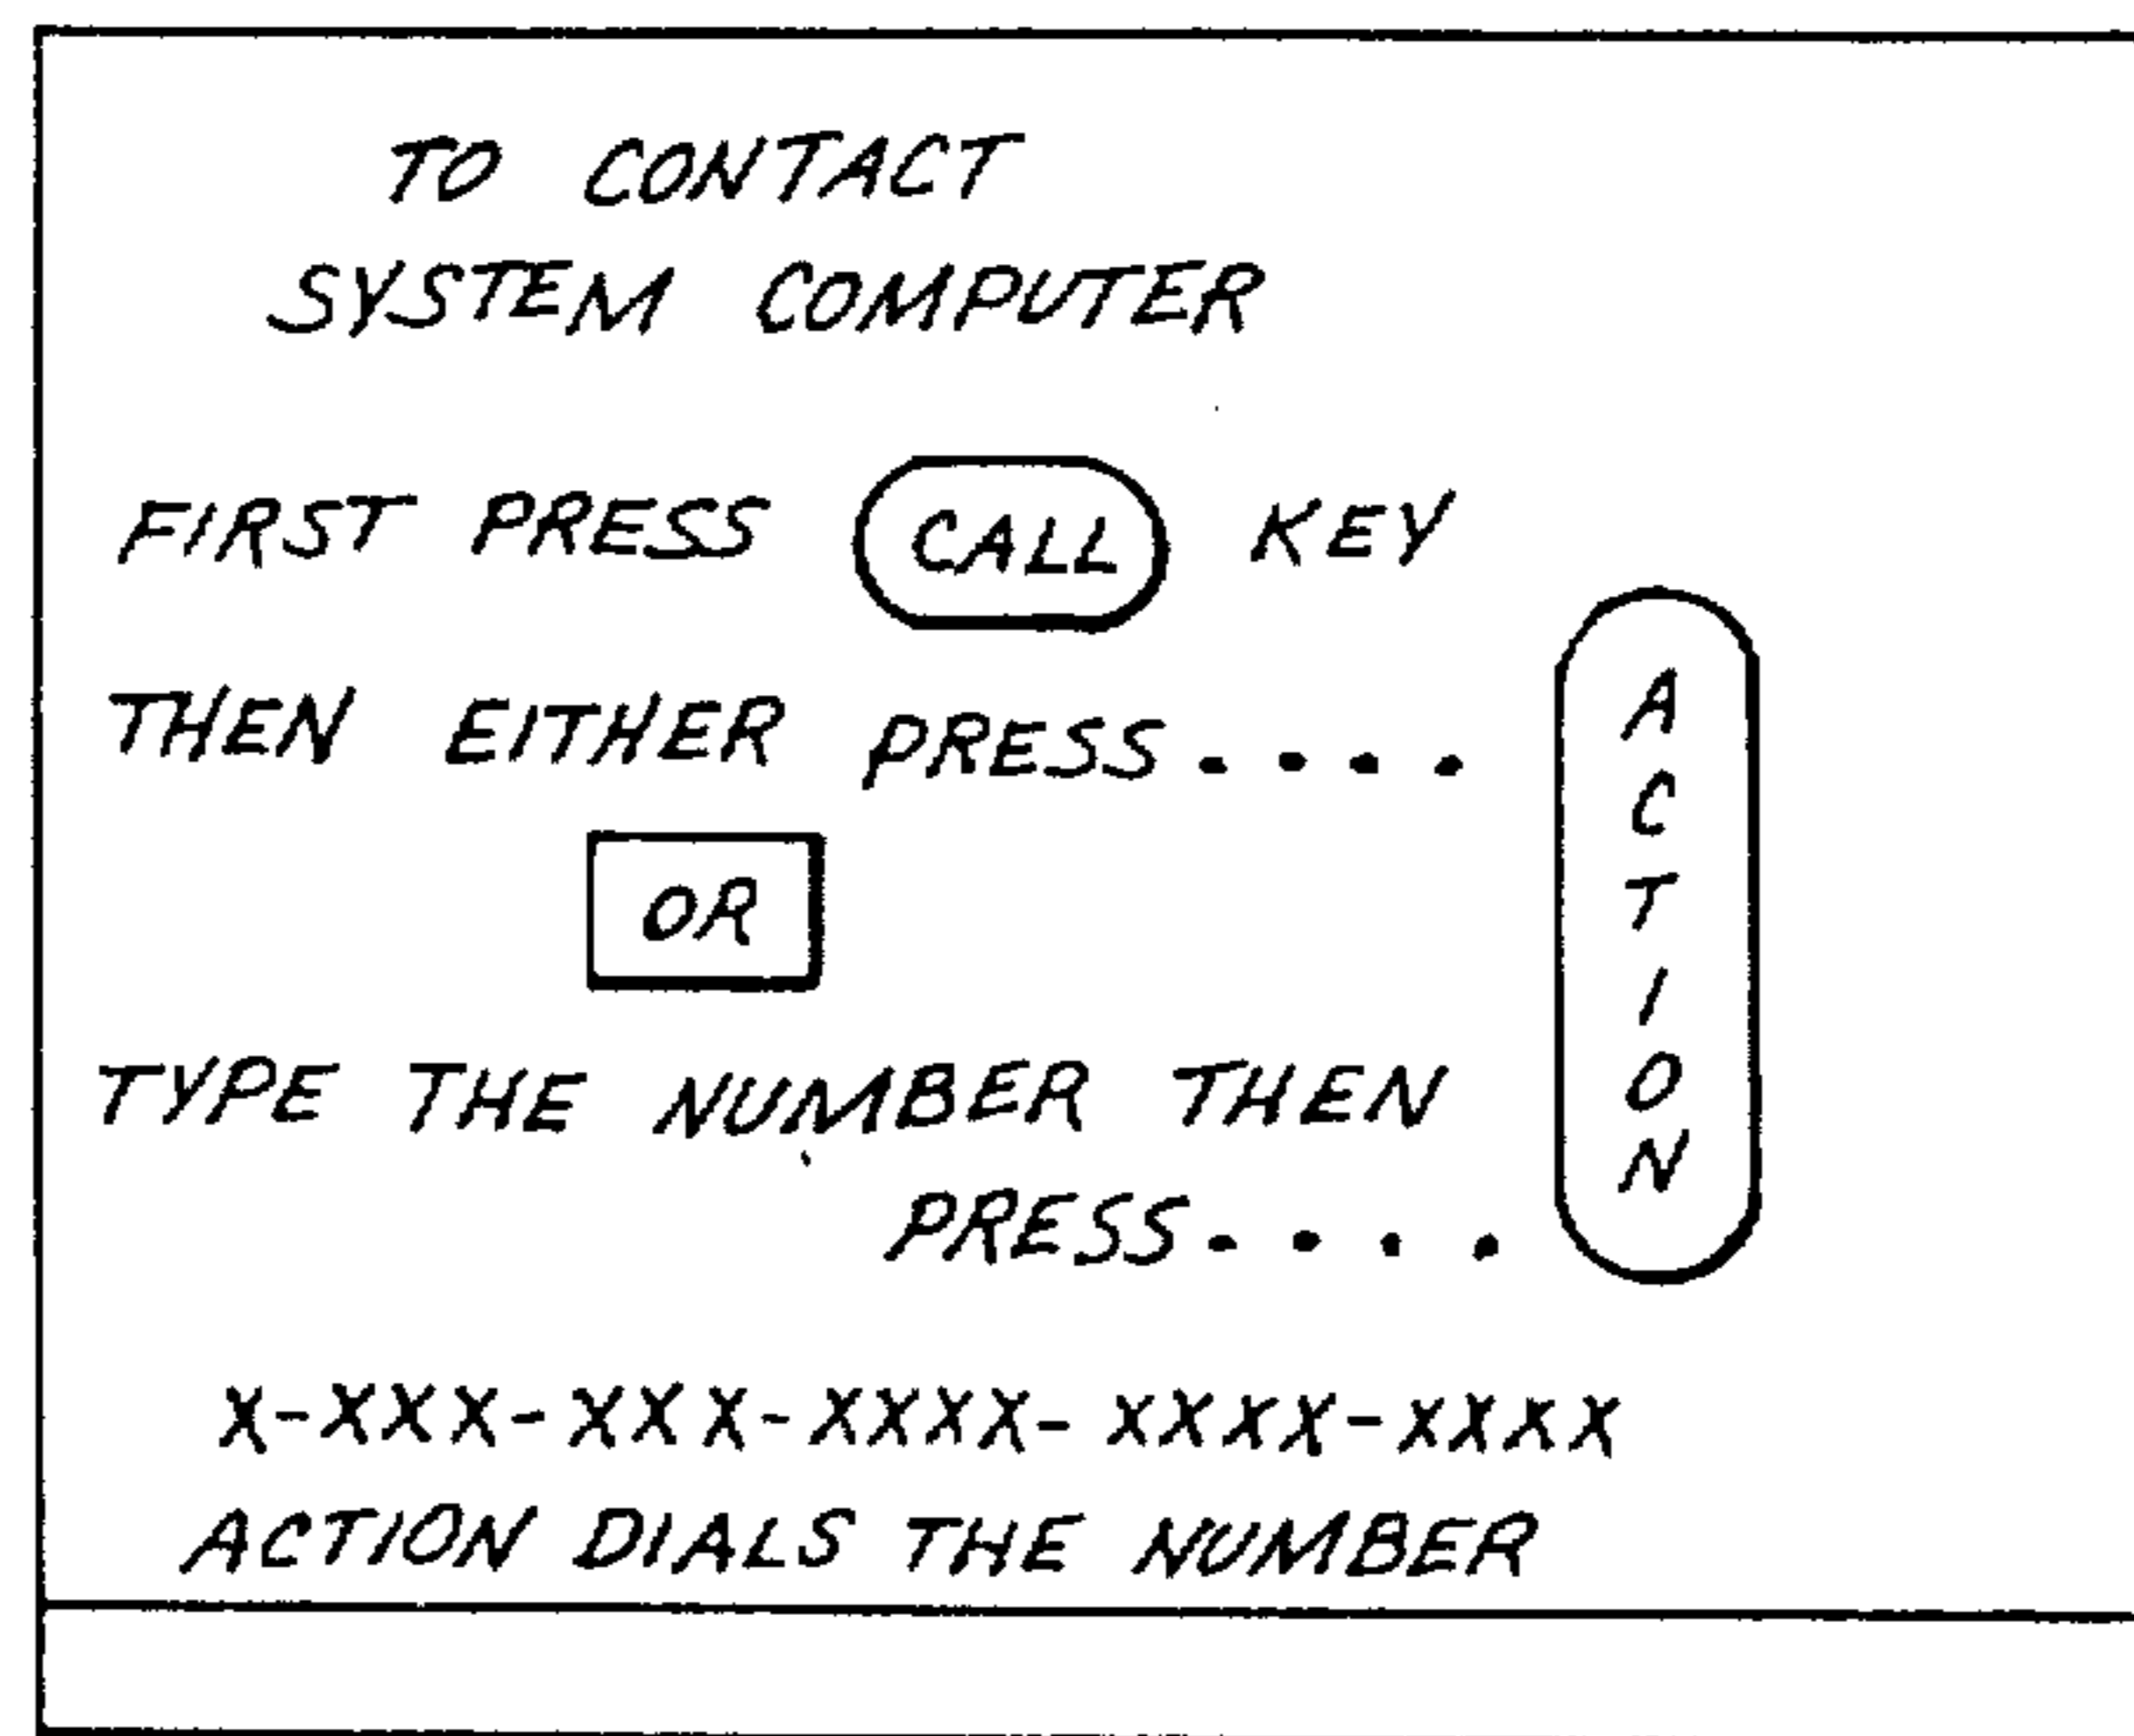 TO CONTACT
SYSTEM COMPUTER
FIRST PRESS CALL KEY
THEN EITHER PRESS....
ACTION
OR
TYPE THE NUMBER THEN
PRESS....
X-XXX-XXX-XXXX-XXXX-XXXX
ACTION DIALS THE NUMBER